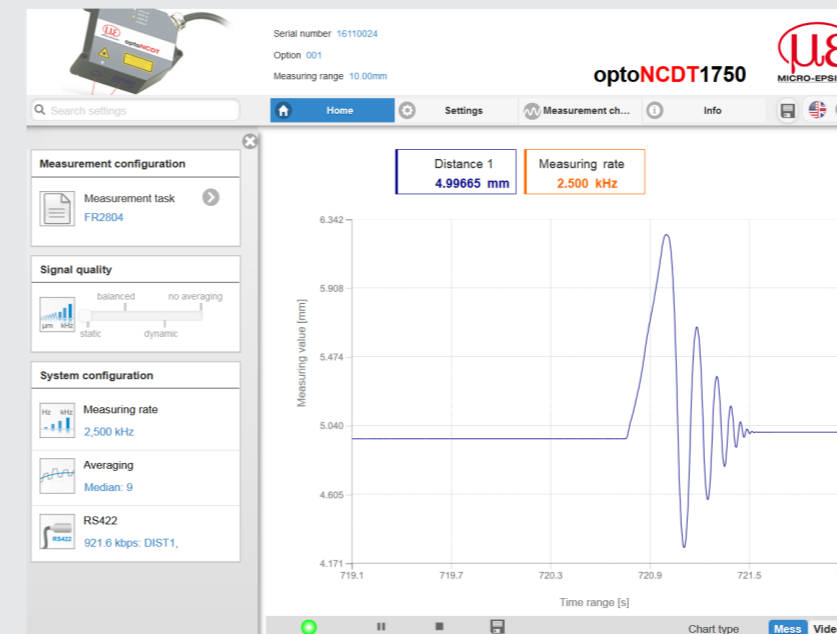 optoNCDT
Serial number 16110024
Option 001
Measuring range 10.00mm
optoNCDT1750
MICRO-EPSI
Search settings
Home
Settings
Measurement ch...
Info
Measurement configuration
Measurement task
FR2804
Signal quality
balanced no averaging
µm kHz
static dynamic
System configuration
Hz kHz
Measuring rate
2,500 kHz
Averaging
Median: 9
RS422
RS422
921.6 kbps: DIST1,
Distance 1
4.99665 mm
Measuring rate
2.500 kHz
6.342
5.908
5.474
5.040
4.605
4.171
Measuring value [mm]
719.1 719.7 720.3 720.9 721.5
Time range [s]
Chart type Mess Vide